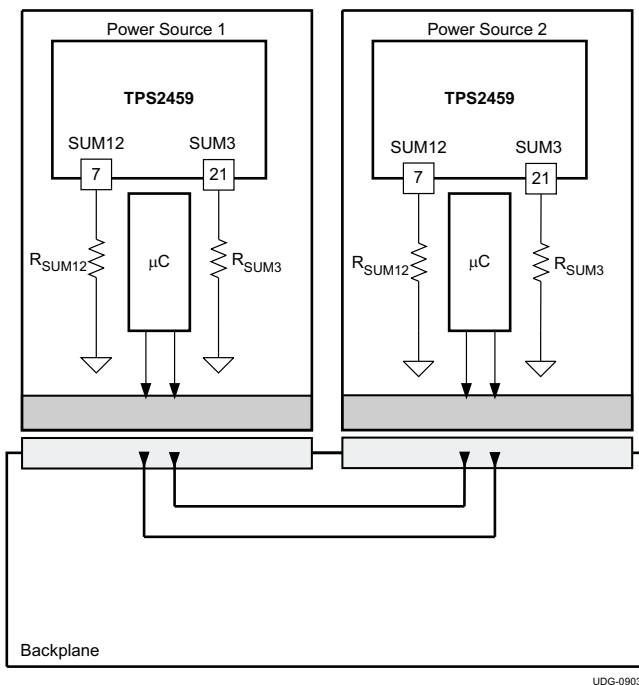 Power Source 1
Power Source 2
TPS2459
TPS2459
SUM12
SUM3
SUM12
SUM3
7
21
7
21
RSUM12
μC
RSUM3
RSUM12
μC
RSUM3
Backplane